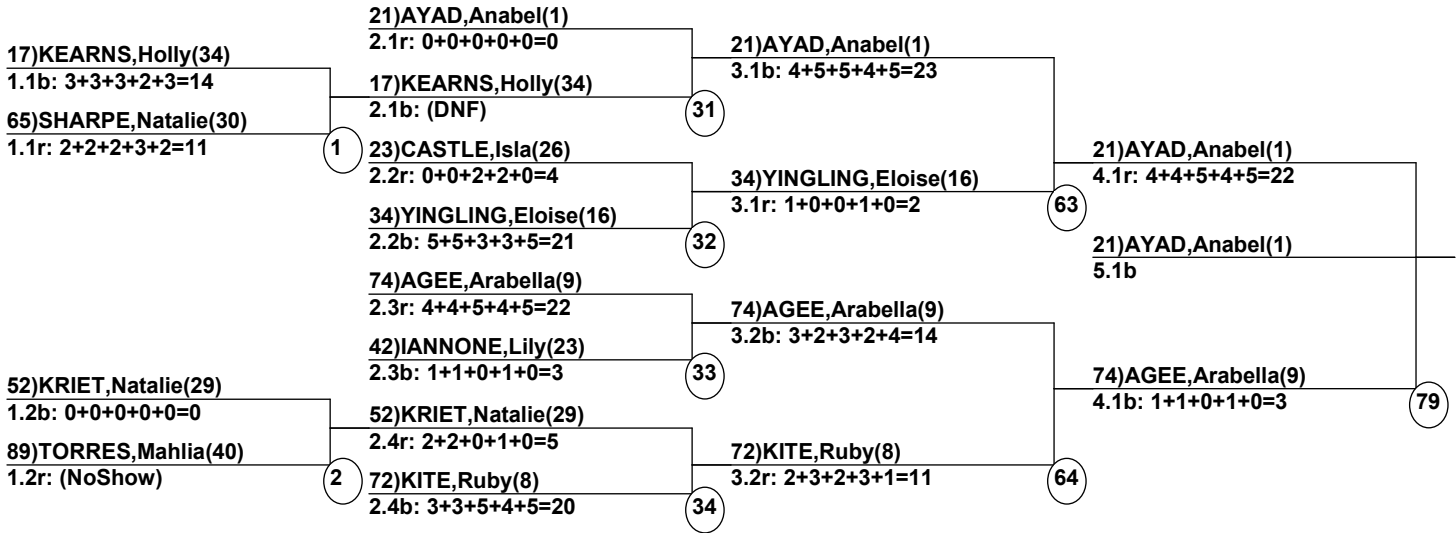 17)KEARNS,Holly(34)
1.1b: 3+3+3+2+3=14
65)SHARPE,Natalie(30)
1.1r: 2+2+2+3+2=11
1
52)KRIET,Natalie(29)
1.2b: 0+0+0+0+0=0
89)TORRES,Mahlia(40)
1.2r: (NoShow)
2
21)AYAD,Anabel(1)
2.1r: 0+0+0+0+0=0
17)KEARNS,Holly(34)
2.1b: (DNF)
31
23)CASTLE,Isla(26)
2.2r: 0+0+2+2+0=4
34)YINGLING,Eloise(16)
2.2b: 5+5+3+3+5=21
32
74)AGEE,Arabella(9)
2.3r: 4+4+5+4+5=22
42)IANNONE,Lily(23)
2.3b: 1+1+0+1+0=3
33
52)KRIET,Natalie(29)
2.4r: 2+2+0+1+0=5
72)KITE,Ruby(8)
2.4b: 3+3+5+4+5=20
34
21)AYAD,Anabel(1)
3.1b: 4+5+5+4+5=23
34)YINGLING,Eloise(16)
3.1r: 1+0+0+1+0=2
63
74)AGEE,Arabella(9)
3.2b: 3+2+3+2+4=14
72)KITE,Ruby(8)
3.2r: 2+3+2+3+1=11
64
21)AYAD,Anabel(1)
4.1r: 4+4+5+4+5=22
21)AYAD,Anabel(1)
5.1b
74)AGEE,Arabella(9)
4.1b: 1+1+0+1+0=3
79